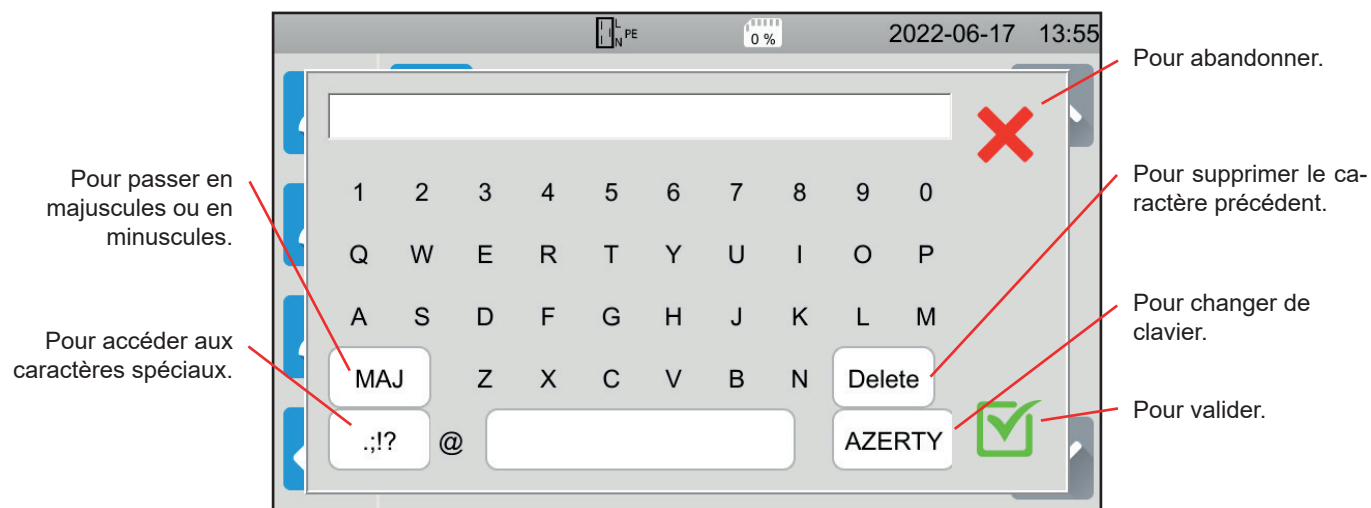 L
N PE
0 %
2022-06-17 13:55
Pour abandonner.
1 2 3 4 5 6 7 8 9 0
Pour passer en
majuscules ou en
minuscules.
Pour supprimer le ca-
ractère précédent.
Q W E R T Y U I O P
A S D F G H J K L M
Pour accéder aux
caractères spéciaux.
Pour changer de
clavier.
MAJ Z X C V B N Delete
.;!? @ AZERTY
Pour valider.